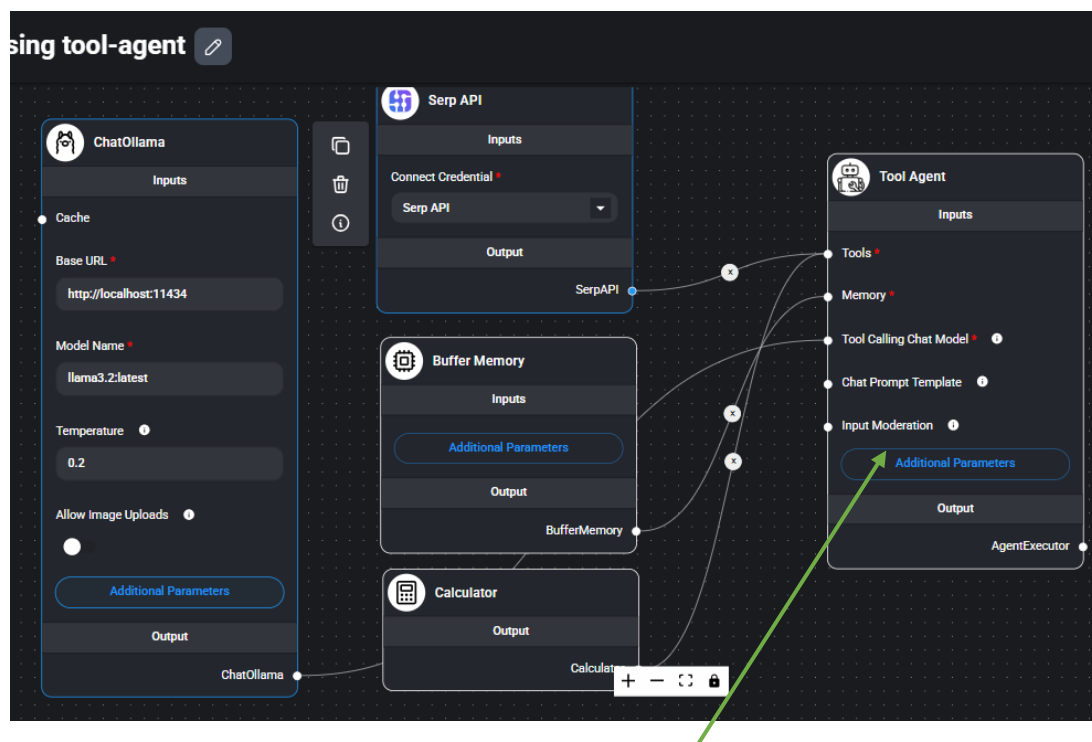 sing tool-agent
ChatOllama
Inputs
Cache
Base URL *
http://localhost:11434
Model Name *
llama3.2:latest
Temperature
0.2
Allow Image Uploads
Additional Parameters
Output
ChatOllama
Serp API
Inputs
Connect Credential *
Serp API
Output
SerpAPI
Buffer Memory
Inputs
Additional Parameters
Output
BufferMemory
Calculator
Output
Calculator
Tool Agent
Inputs
Tools *
Memory *
Tool Calling Chat Model *
Chat Prompt Template
Input Moderation
Additional Parameters
Output
AgentExecutor